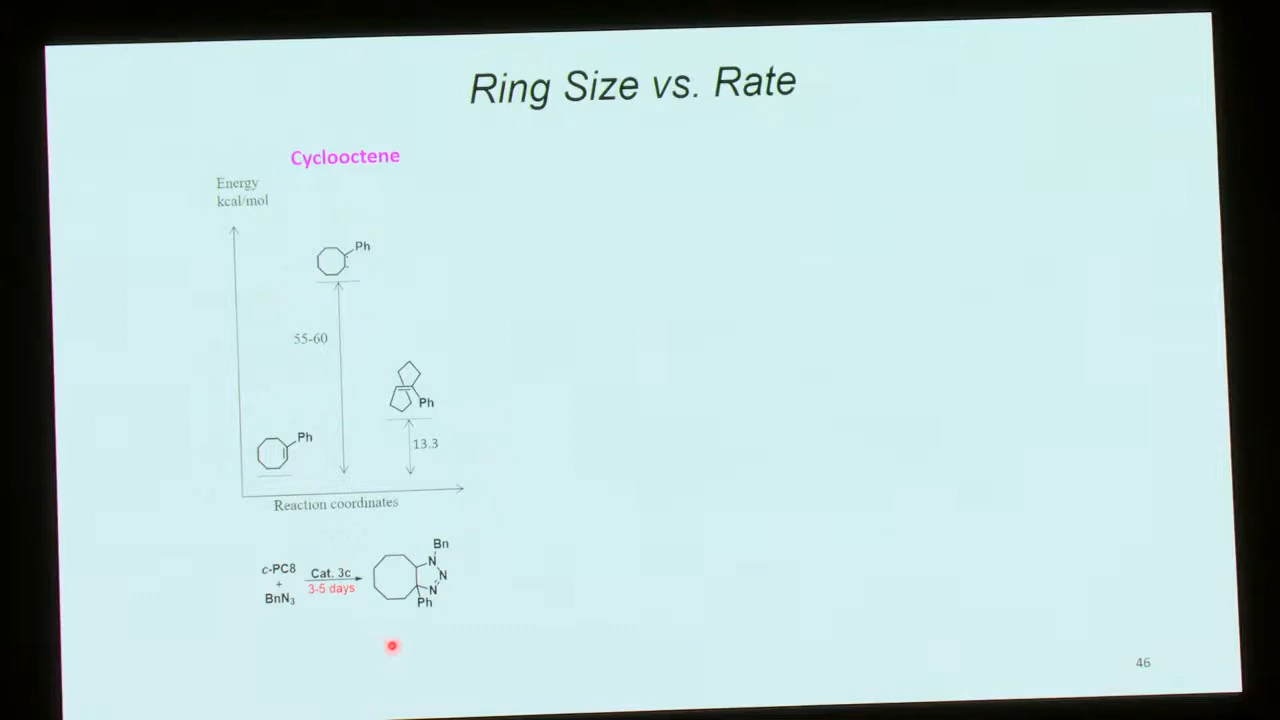 Ring Size vs. Rate
Cyclooctene
Energy
kcal/mol
Ph
55-60
Ph
13.3
Ph
Reaction coordinates
c-PC8
+
BnN3
Cat. 3c
3-5 days
Bn
N
N
N
Ph
46